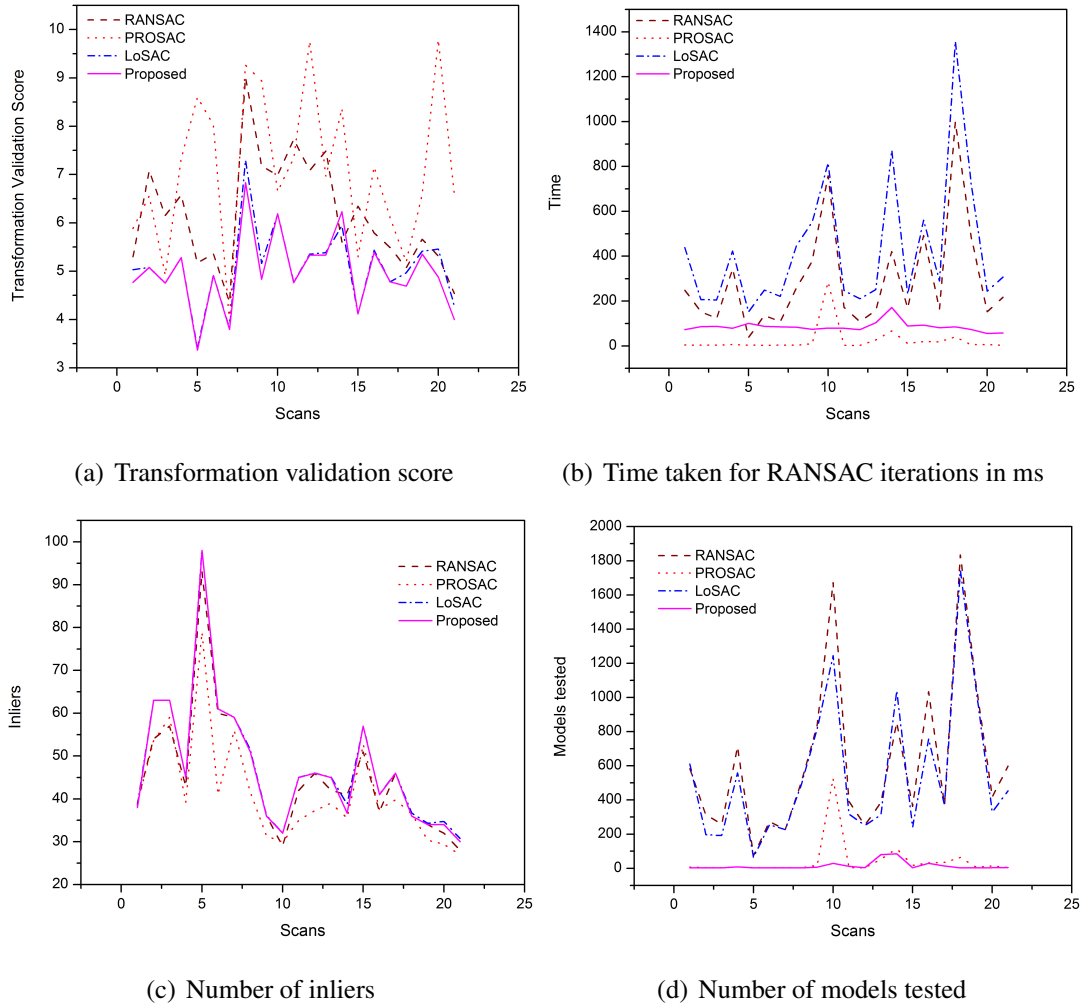 RANSAC
PROSAC
LoSAC
Proposed
10
9
8
7
6
5
4
3
0 5 10 15 20 25
Transformation Validation Score
Scans
(a) Transformation validation score
RANSAC
PROSAC
LoSAC
Proposed
1400
1200
1000
800
600
400
200
0
0 5 10 15 20 25
Time
Scans
(b) Time taken for RANSAC iterations in ms
RANSAC
PROSAC
LoSAC
Proposed
100
90
80
70
60
50
40
30
20
0 5 10 15 20 25
Inliers
Scans
(c) Number of inliers
RANSAC
PROSAC
LoSAC
Proposed
2000
1800
1600
1400
1200
1000
800
600
400
200
0
0 5 10 15 20 25
Models tested
Scans
(d) Number of models tested